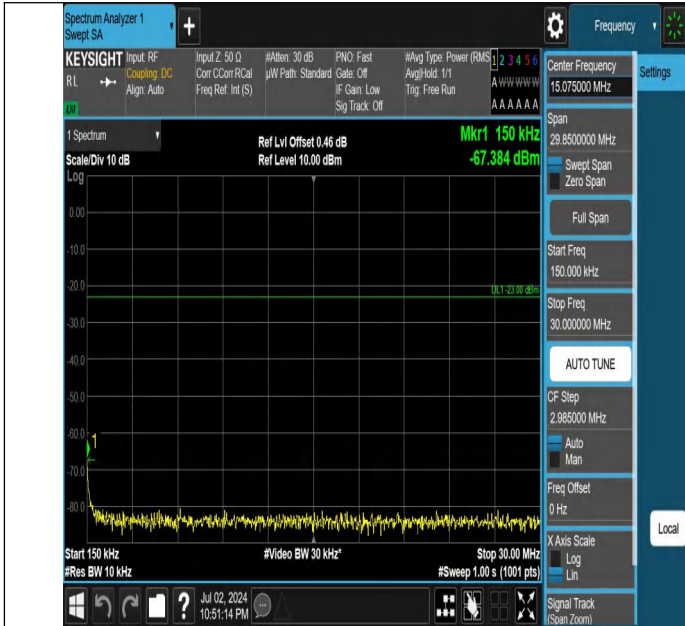 Spectrum Analyzer 1
Swept SA
Frequency
KEYSIGHT
RL
LXI
Input: RF
Coupling: DC
Align: Auto
Input Z: 50 Ω
Corr CCorr RCal
Freq Ref: Int (S)
#Atten: 30 dB
µW Path: Standard
PNO: Fast
Gate: Off
IF Gain: Low
Sig Track: Off
#Avg Type: Power (RMS
Avg|Hold: 1/1
Trig: Free Run
1 2 3 4 5 6
A W W W W W
A A A A A A
1 Spectrum
Scale/Div 10 dB
Log
Ref Lvl Offset 0.46 dB
Ref Level 10.00 dBm
Mkr1 150 kHz
-67.384 dBm
0.00
-10.0
-20.0
-30.0
-40.0
-50.0
-60.0
-70.0
-80.0
DL1 -23.00 dBm
1
Start 150 kHz
#Res BW 10 kHz
#Video BW 30 kHz*
Stop 30.00 MHz
#Sweep 1.00 s (1001 pts)
?
Jul 02, 2024
10:51:14 PM
Center Frequency
15.075000 MHz
Span
29.8500000 MHz
Swept Span
Zero Span
Full Span
Start Freq
150.000 kHz
Stop Freq
30.000000 MHz
AUTO TUNE
CF Step
2.985000 MHz
Auto
Man
Freq Offset
0 Hz
X Axis Scale
Log
Lin
Signal Track
(Span Zoom)
Settings
Local